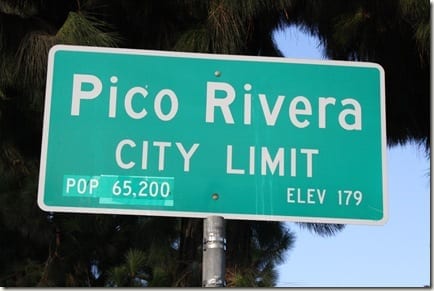 Pico Rivera
CITY LIMIT
POP 65,200 ELEV 179